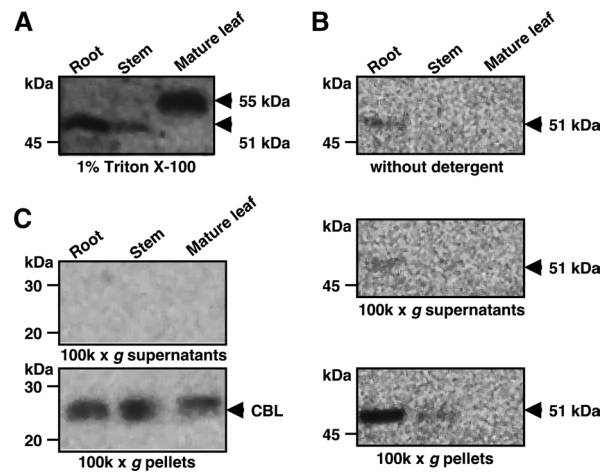 A
Root Stem Mature leaf
kDa
55 kDa
51 kDa
45
1% Triton X-100
B
Root Stem Mature leaf
kDa
51 kDa
45
without detergent
kDa
51 kDa
45
100k x g supernatants
kDa
51 kDa
45
100k x g pellets
C
Root Stem Mature leaf
kDa
30
20
100k x g supernatants
kDa
30
CBL
20
100k x g pellets